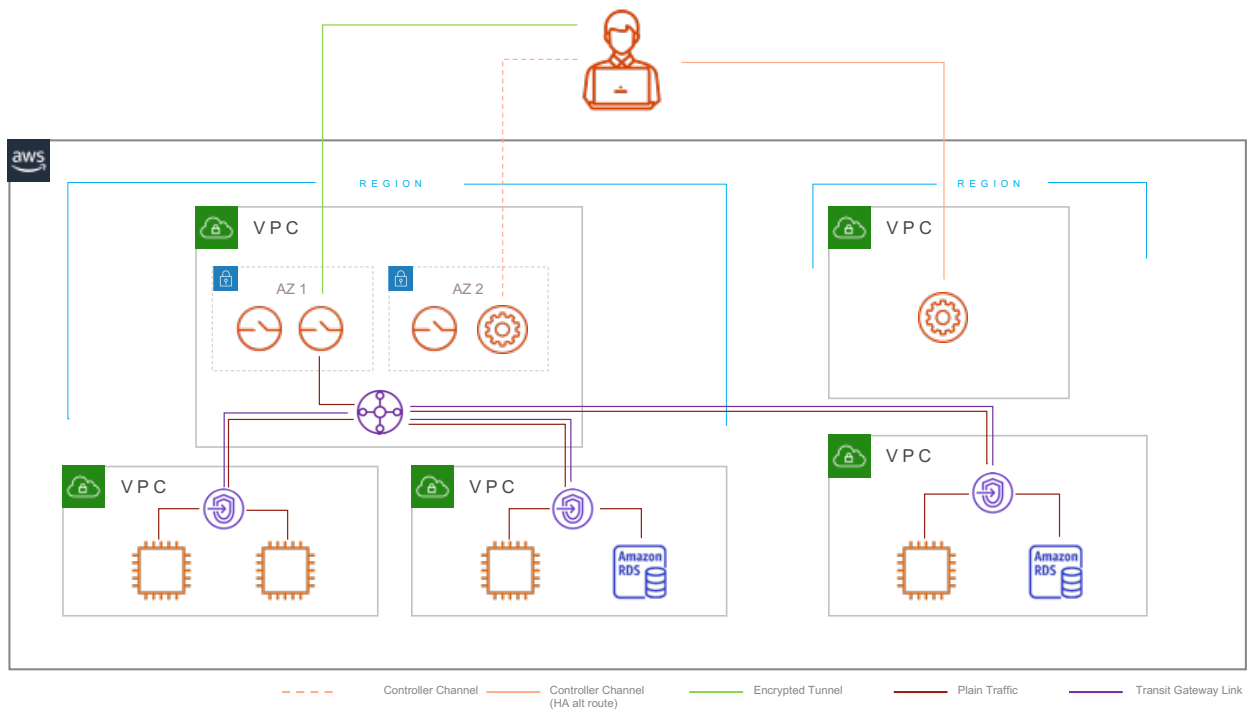 aws
REGION
REGION
VPC
VPC
AZ 1
AZ 2
VPC
VPC
VPC
Amazon
RDS
Amazon
RDS
Controller Channel
Controller Channel
(HA alt route)
Encrypted Tunnel
Plain Traffic
Transit Gateway Link